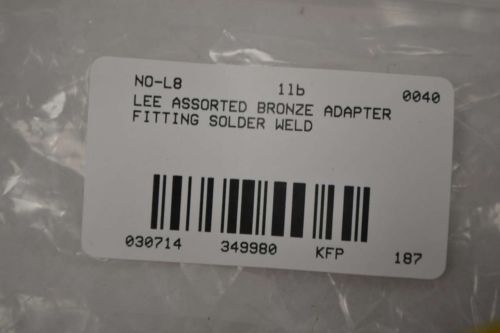 NO-L8 1lb 0040
LEE ASSORTED BRONZE ADAPTER
FITTING SOLDER WELD
030714 349980 KFP 187